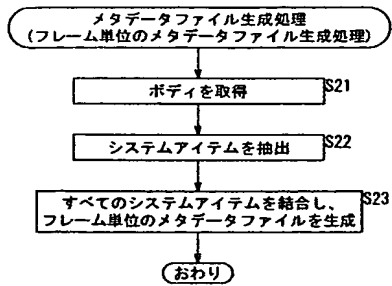 メタデータファイル生成処理
(フレーム単位のメタデータファイル生成処理)
ボディを取得
S21
システムアイテムを抽出
S22
すべてのシステムアイテムを結合し、
フレーム単位のメタデータファイルを生成
S23
おわり